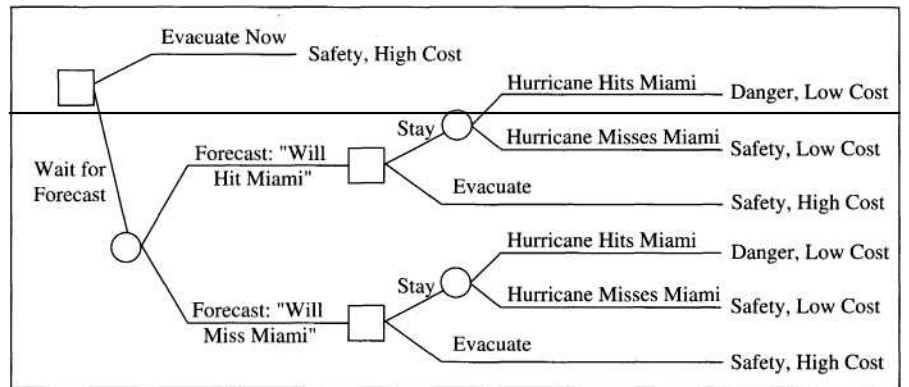 Evacuate Now
Safety, High Cost
Hurricane Hits Miami
Danger, Low Cost
Stay
Hurricane Misses Miami
Safety, Low Cost
Wait for
Forecast
Forecast: "Will
Hit Miami"
Evacuate
Safety, High Cost
Hurricane Hits Miami
Danger, Low Cost
Stay
Hurricane Misses Miami
Safety, Low Cost
Forecast: "Will
Miss Miami"
Evacuate
Safety, High Cost